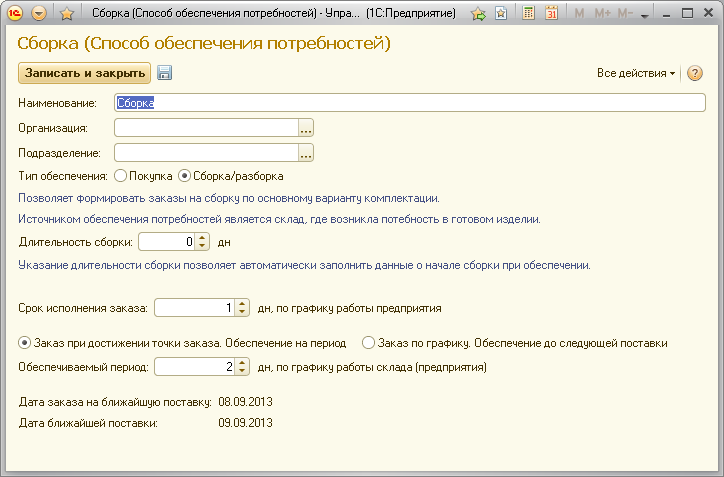 Сборка (Способ обеспечения потребностей) - Упра... (1С:Предприятие)
M M+ M-
Сборка (Способ обеспечения потребностей)
Записать и закрыть
Все действия
Наименование: Сборка
Организация:
Подразделение:
Тип обеспечения: Покупка Сборка/разборка
Позволяет формировать заказы на сборку по основному варианту комплектации.
Источником обеспечения потребностей является склад, где возникла потебность в готовом изделии.
Длительность сборки: 0 дн
Указание длительности сборки позволяет автоматически заполнить данные о начале сборки при обеспечении.
Срок исполнения заказа: 1 дн, по графику работы предприятия
Заказ при достижении точки заказа. Обеспечение на период Заказ по графику. Обеспечение до следующей поставки
Обеспечиваемый период: 2 дн, по графику работы склада (предприятия)
Дата заказа на ближайшую поставку: 08.09.2013
Дата ближайшей поставки: 09.09.2013